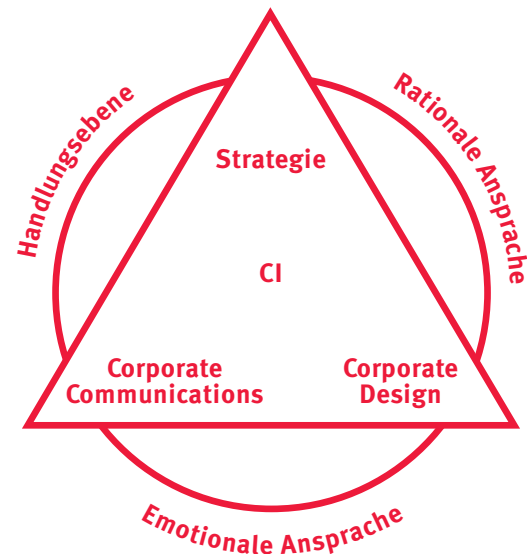 Handlungsebene
Rationale Ansprache
Strategie
CI
Corporate
Communications
Corporate
Design
Emotionale Ansprache